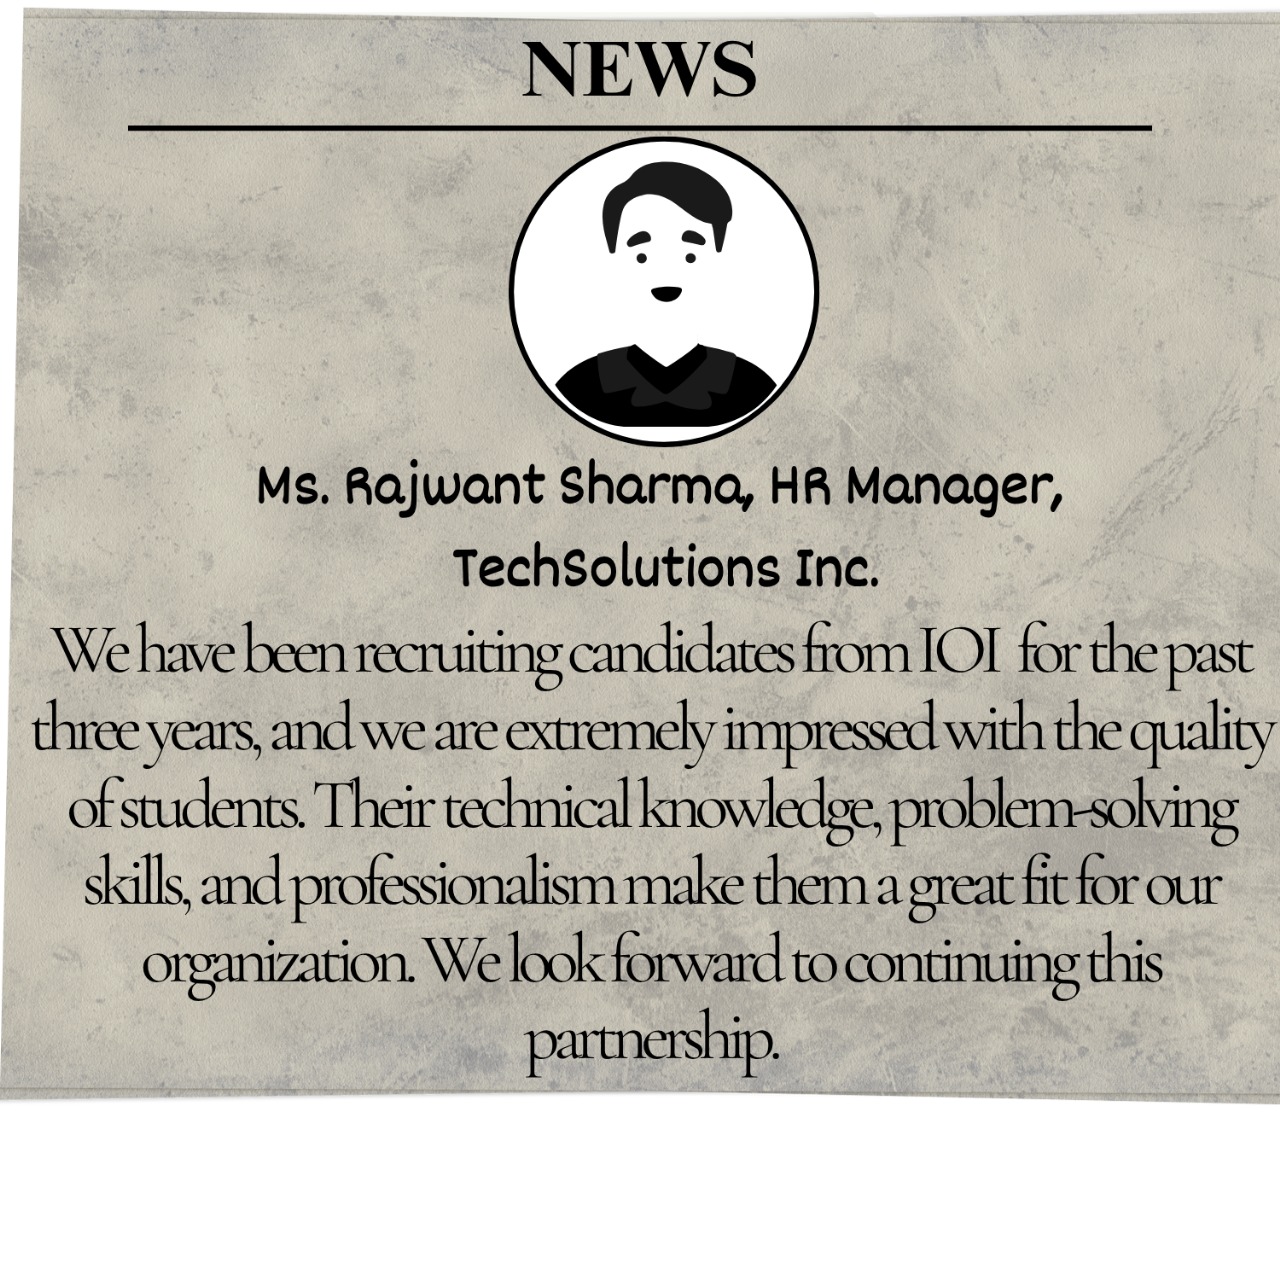 NEWS
Ms. Rajwant Sharma, HR Manager,
TechSolutions Inc.
We have been recruiting candidates from IOI for the past
three years, and we are extremely impressed with the quality
of students. Their technical knowledge, problem-solving
skills, and professionalism make them a great fit for our
organization. We look forward to continuing this
partnership.